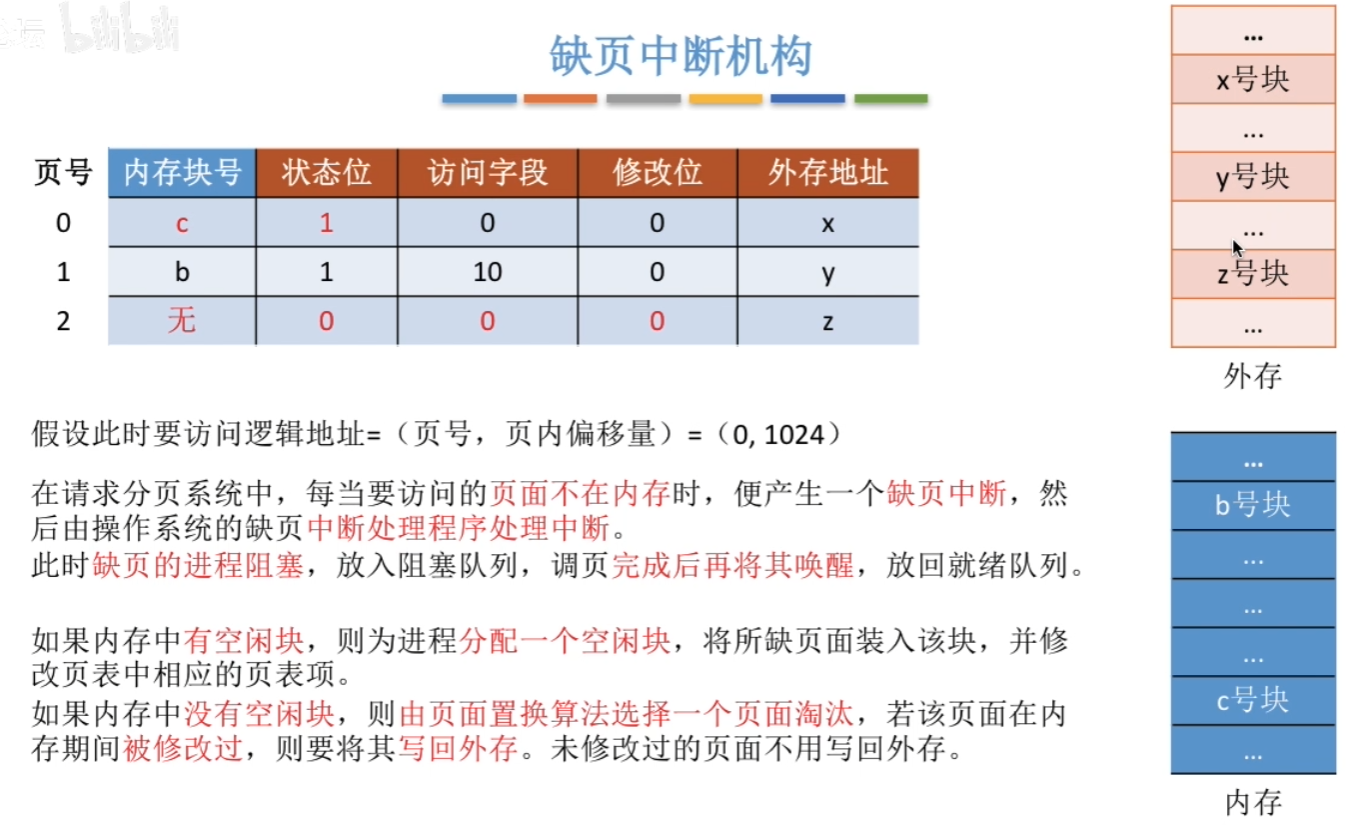 坛 bilibili
缺页中断机构
页号 内存块号 状态位 访问字段 修改位 外存地址
0 c 1 0 0 x
1 b 1 10 0 y
2 无 0 0 0 z
假设此时要访问逻辑地址=（页号，页内偏移量）=（0, 1024）
在请求分页系统中，每当要访问的页面不在内存时，便产生一个缺页中断，然
后由操作系统的缺页中断处理程序处理中断。
此时缺页的进程阻塞，放入阻塞队列，调页完成后再将其唤醒，放回就绪队列。
如果内存中有空闲块，则为进程分配一个空闲块，将所缺页面装入该块，并修
改页表中相应的页表项。
如果内存中没有空闲块，则由页面置换算法选择一个页面淘汰，若该页面在内
存期间被修改过，则要将其写回外存。未修改过的页面不用写回外存。
...
x号块
...
y号块
...
z号块
...
外存
...
b号块
...
...
...
c号块
...
内存